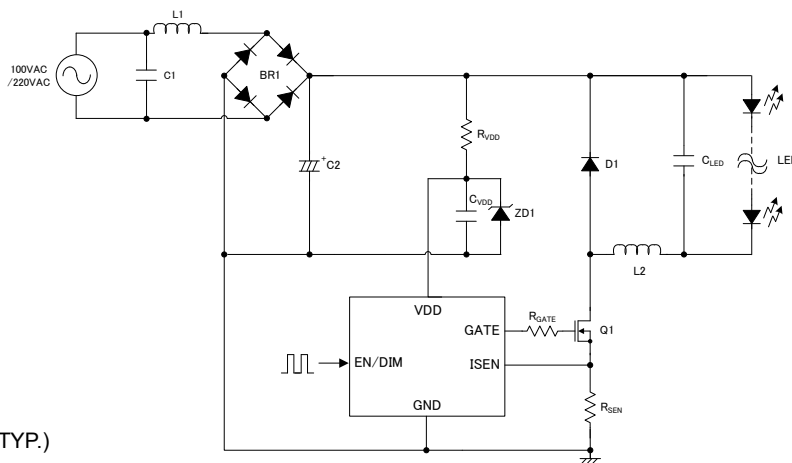 L1
100VAC
/220VAC
C1
BR1
+
C2
RVDD
CVDD
ZD1
D1
CLED
L2
VDD
GATE
RGATE
Q1
EN/DIM
ISEN
GND
RSEN
TYP.)